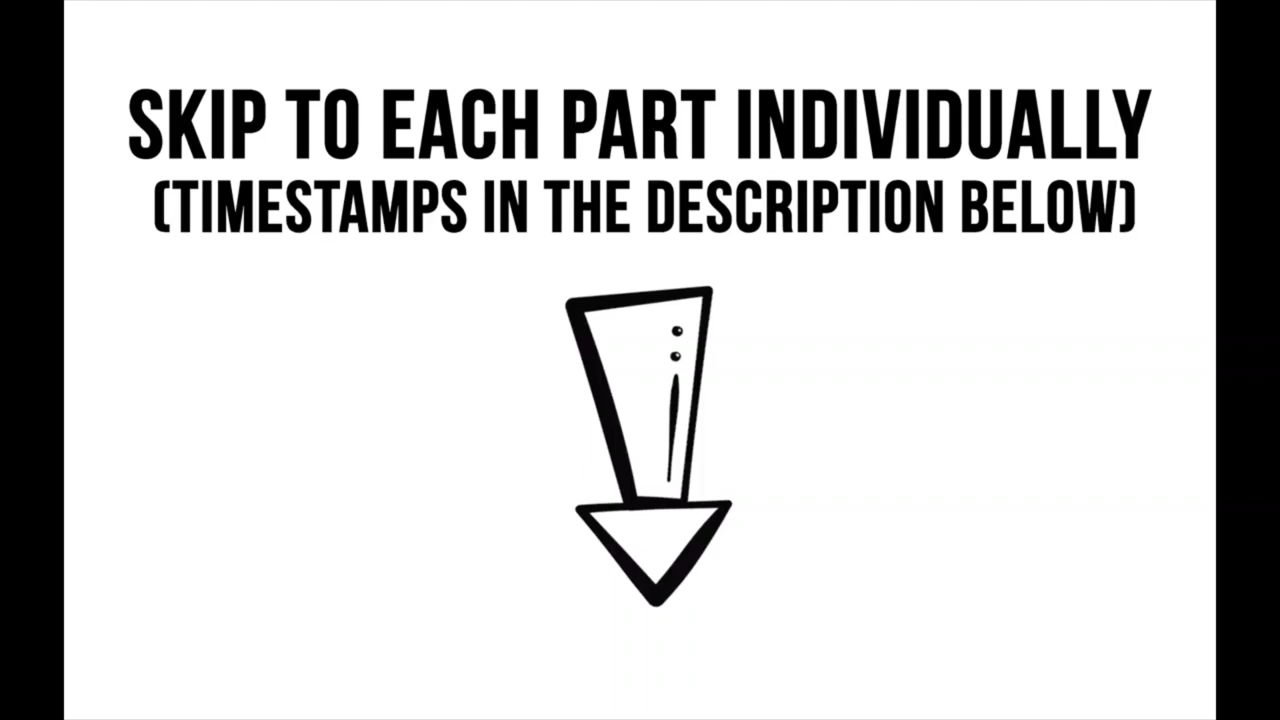 SKIP TO EACH PART INDIVIDUALLY
(TIMESTAMPS IN THE DESCRIPTION BELOW)